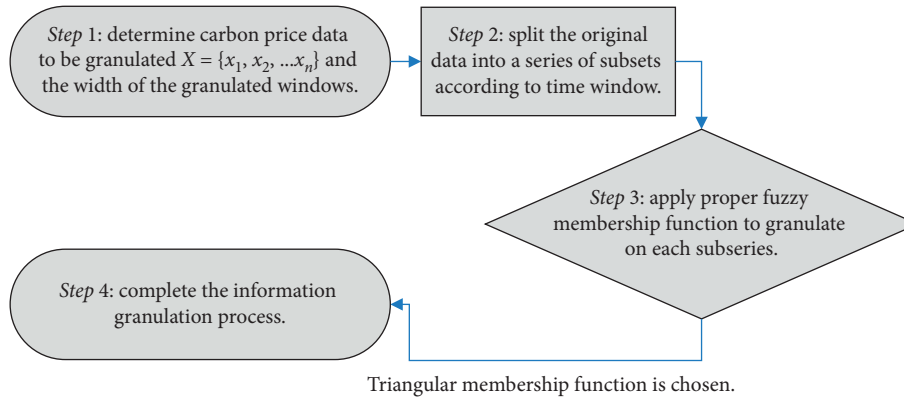 Step 1: determine carbon price data
to be granulated X = {x₁, x₂, ...xₙ} and
the width of the granulated windows.
Step 2: split the original
data into a series of subsets
according to time window.
Step 3: apply proper fuzzy
membership function to granulate
on each subseries.
Step 4: complete the information
granulation process.
Triangular membership function is chosen.